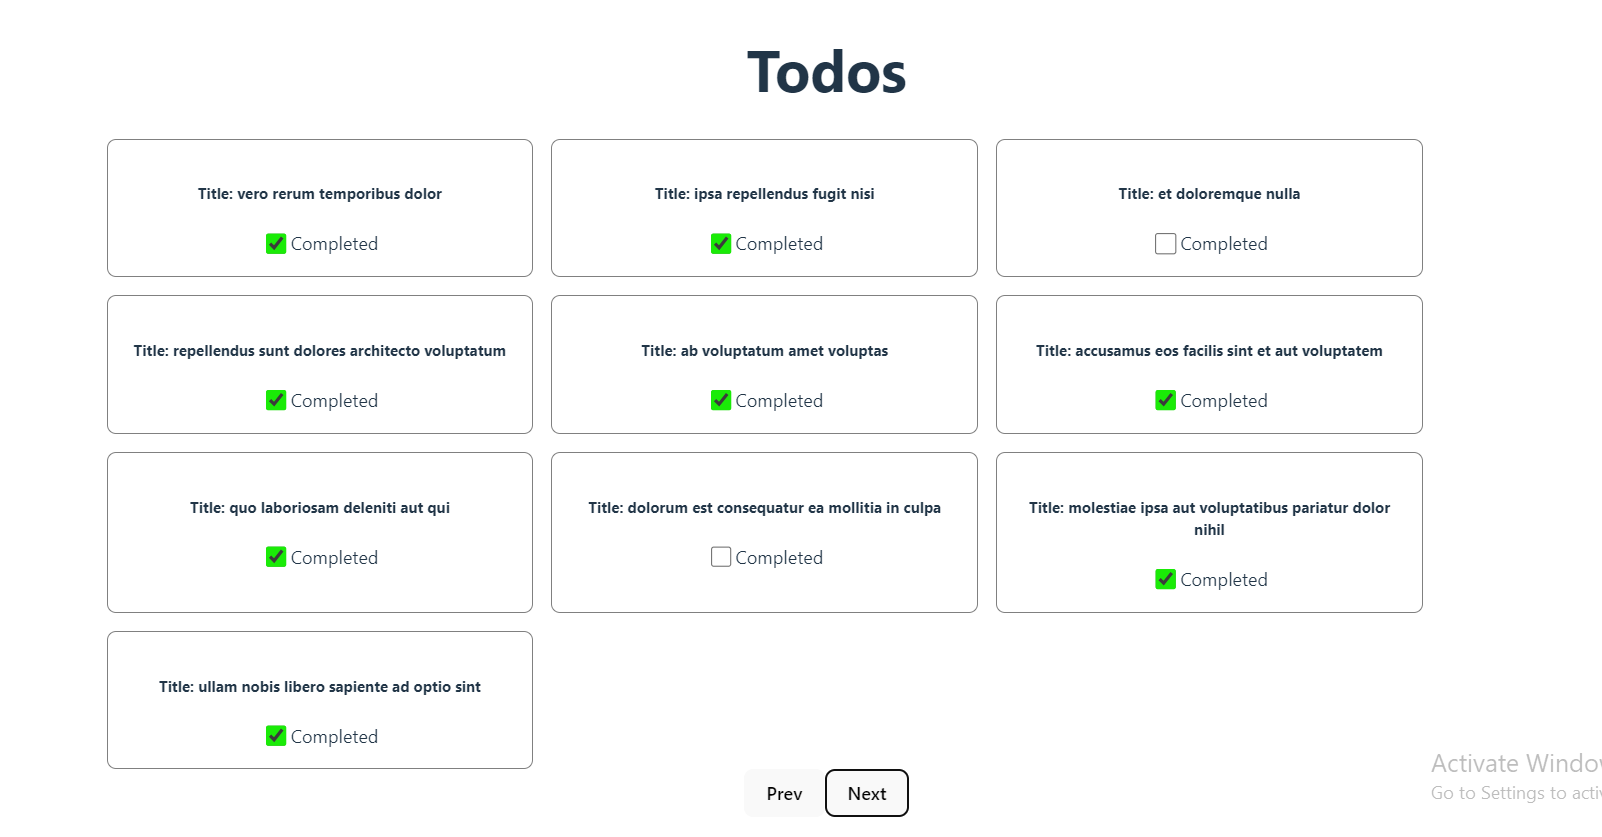 Todos
Title: vero rerum temporibus dolor
Completed
Title: ipsa repellendus fugit nisi
Completed
Title: et doloremque nulla
Completed
Title: repellendus sunt dolores architecto voluptatum
Completed
Title: ab voluptatum amet voluptas
Completed
Title: accusamus eos facilis sint et aut voluptatem
Completed
Title: quo laboriosam deleniti aut qui
Completed
Title: dolorum est consequatur ea mollitia in culpa
Completed
Title: molestiae ipsa aut voluptatibus pariatur dolor
nihil
Completed
Title: ullam nobis libero sapiente ad optio sint
Completed
Prev
Next
Activate Window
Go to Settings to activ